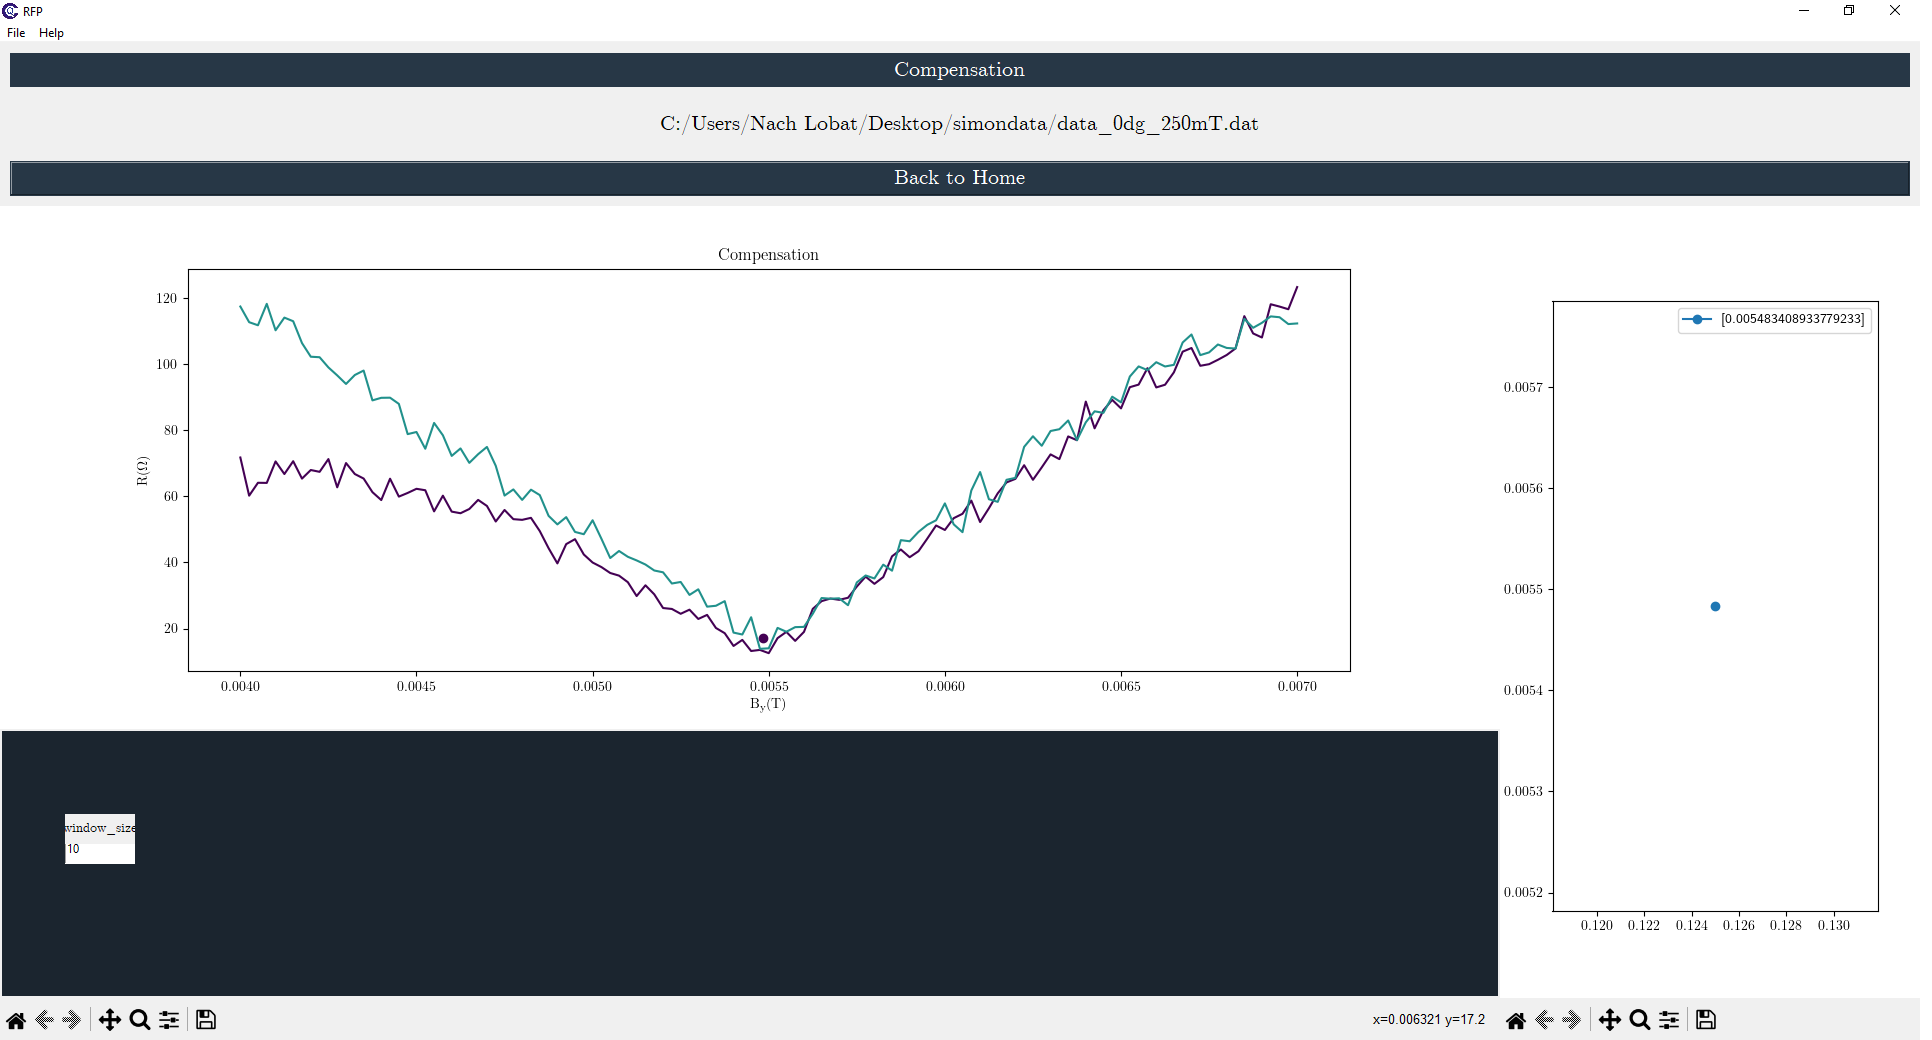 RFP
File Help
Compensation
C:/Users/Nach Lobat/Desktop/simondata/data_0dg_250mT.dat
Back to Home
Compensation
120
100
80
60
40
20
R(Ω)
0.0040 0.0045 0.0050 0.0055 0.0060 0.0065 0.0070
By(T)
[0.005483408933779233]
0.0057
0.0056
0.0055
0.0054
0.0053
0.0052
0.120 0.122 0.124 0.126 0.128 0.130
window_size
10
x=0.006321 y=17.2